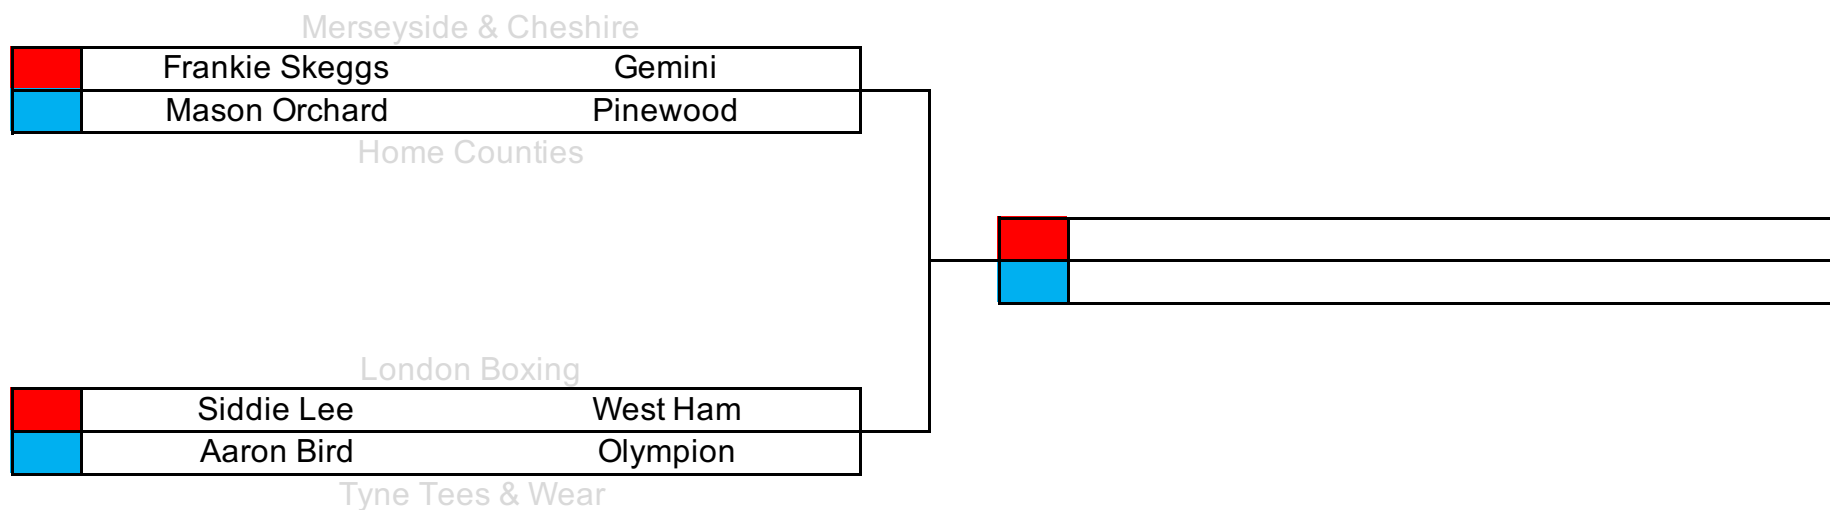 Merseyside & Cheshire
Frankie Skeggs Gemini
Mason Orchard Pinewood
Home Counties
London Boxing
Siddie Lee West Ham
Aaron Bird Olympion
Tyne Tees & Wear